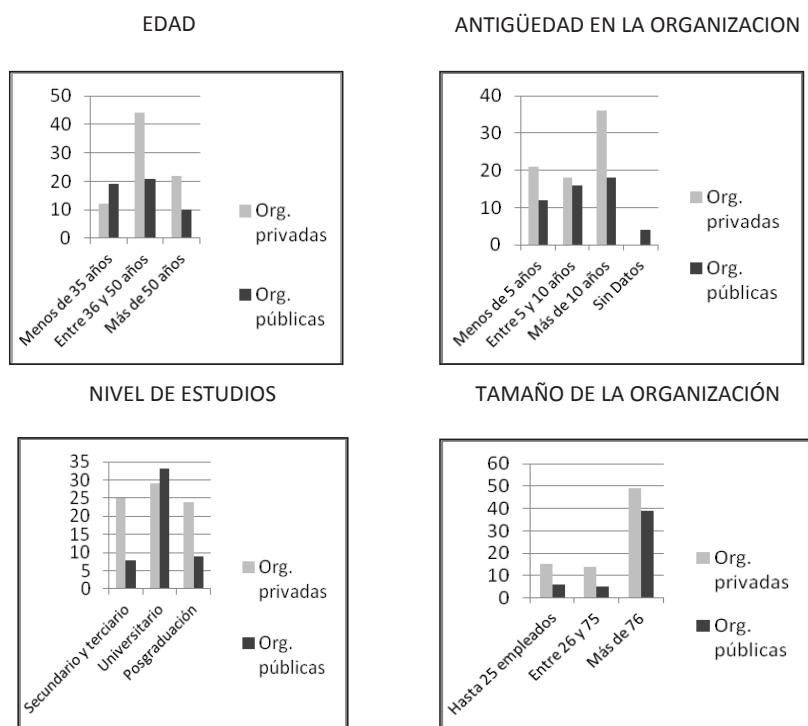 EDAD
50
40
30
20
10
0
Menos de 35 años
Entre 36 y 50 años
Más de 50 años
Org.
privadas
Org.
públicas
ANTIGÜEDAD EN LA ORGANIZACION
40
30
20
10
0
Menos de 5 años
Entre 5 y 10 años
Más de 10 años
Sin Datos
Org.
privadas
Org.
públicas
NIVEL DE ESTUDIOS
35
30
25
20
15
10
5
0
Secundario y terciario
Universitario
Posgraduación
Org.
privadas
Org.
públicas
TAMAÑO DE LA ORGANIZACIÓN
60
50
40
30
20
10
0
Hasta 25 empleados
Entre 26 y 75
Más de 76
Org.
privadas
Org.
públicas